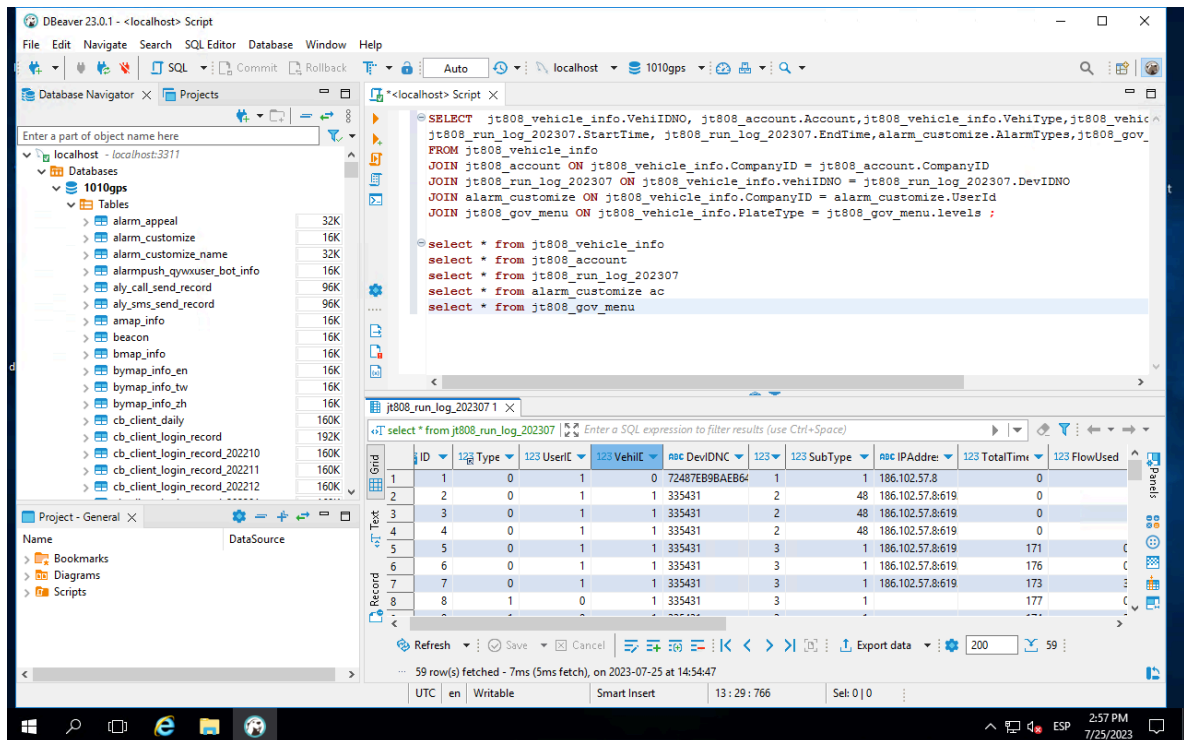 DBeaver 23.0.1 - <localhost> Script
File Edit Navigate Search SQL Editor Database Window Help
SQL Commit Rollback Auto localhost 1010gps
Database Navigator Projects
*<localhost> Script
Enter a part of object name here
localhost - localhost:3311
Databases
1010gps
Tables
alarm_appeal 32K
alarm_customize 16K
alarm_customize_name 32K
alarmpush_qywxuser_bot_info 16K
aly_call_send_record 96K
aly_sms_send_record 96K
amap_info 16K
beacon 16K
bmap_info 16K
bymap_info_en 16K
bymap_info_tw 16K
bymap_info_zh 16K
cb_client_daily 160K
cb_client_login_record 192K
cb_client_login_record_202210 160K
cb_client_login_record_202211 160K
cb_client_login_record_202212 160K
SELECT jt808_vehicle_info.VehiIDNO, jt808_account.Account,jt808_vehicle_info.VehiType,jt808_vehic
jt808_run_log_202307.StartTime, jt808_run_log_202307.EndTime,alarm_customize.AlarmTypes,jt808_gov_
FROM jt808_vehicle_info
JOIN jt808_account ON jt808_vehicle_info.CompanyID = jt808_account.CompanyID
JOIN jt808_run_log_202307 ON jt808_vehicle_info.vehiIDNO = jt808_run_log_202307.DevIDNO
JOIN alarm_customize ON jt808_vehicle_info.CompanyID = alarm_customize.UserId
JOIN jt808_gov_menu ON jt808_vehicle_info.PlateType = jt808_gov_menu.levels ;
select * from jt808_vehicle_info
select * from jt808_account
select * from jt808_run_log_202307
select * from alarm_customize ac
select * from jt808_gov_menu
Project - General
Name DataSource
Bookmarks
Diagrams
Scripts
jt808_run_log_202307 1
select * from jt808_run_log_202307 Enter a SQL expression to filter results (use Ctrl+Space)
Grid
Text
Record
Panels
ID 123 Type 123 UserI 123 VehiI ABC DevIDNC 123 123 SubType ABC IPAddre: 123 TotalTime 123 FlowUsed
1 1 0 1 0 72487EB9BAEB64 1 1 186.102.57.8 0
2 2 0 1 1 335431 2 48 186.102.57.8:619 0
3 3 0 1 1 335431 2 48 186.102.57.8:619 0
4 4 0 1 1 335431 2 48 186.102.57.8:619 0
5 5 0 1 1 335431 3 1 186.102.57.8:619 171
6 6 0 1 1 335431 3 1 186.102.57.8:619 176
7 7 0 1 1 335431 3 1 186.102.57.8:619 173
8 8 1 0 1 335431 3 1 177
Refresh Save Cancel Export data 200 59
59 row(s) fetched - 7ms (5ms fetch), on 2023-07-25 at 14:54:47
UTC en Writable Smart Insert 13 : 29 : 766 Sel: 0 | 0
ESP
2:57 PM
7/25/2023